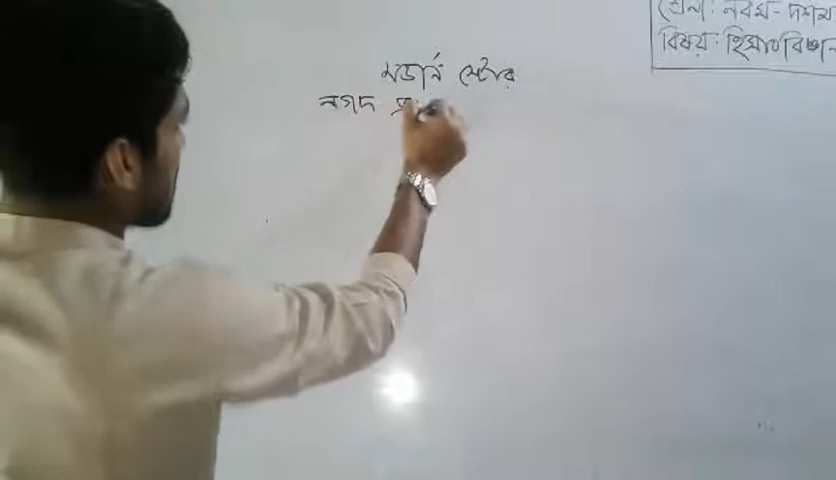 শ্রেণী: নবম-দশম
বিষয়: হিসাববিজ্ঞান
মডার্ন স্টোর
নগদ